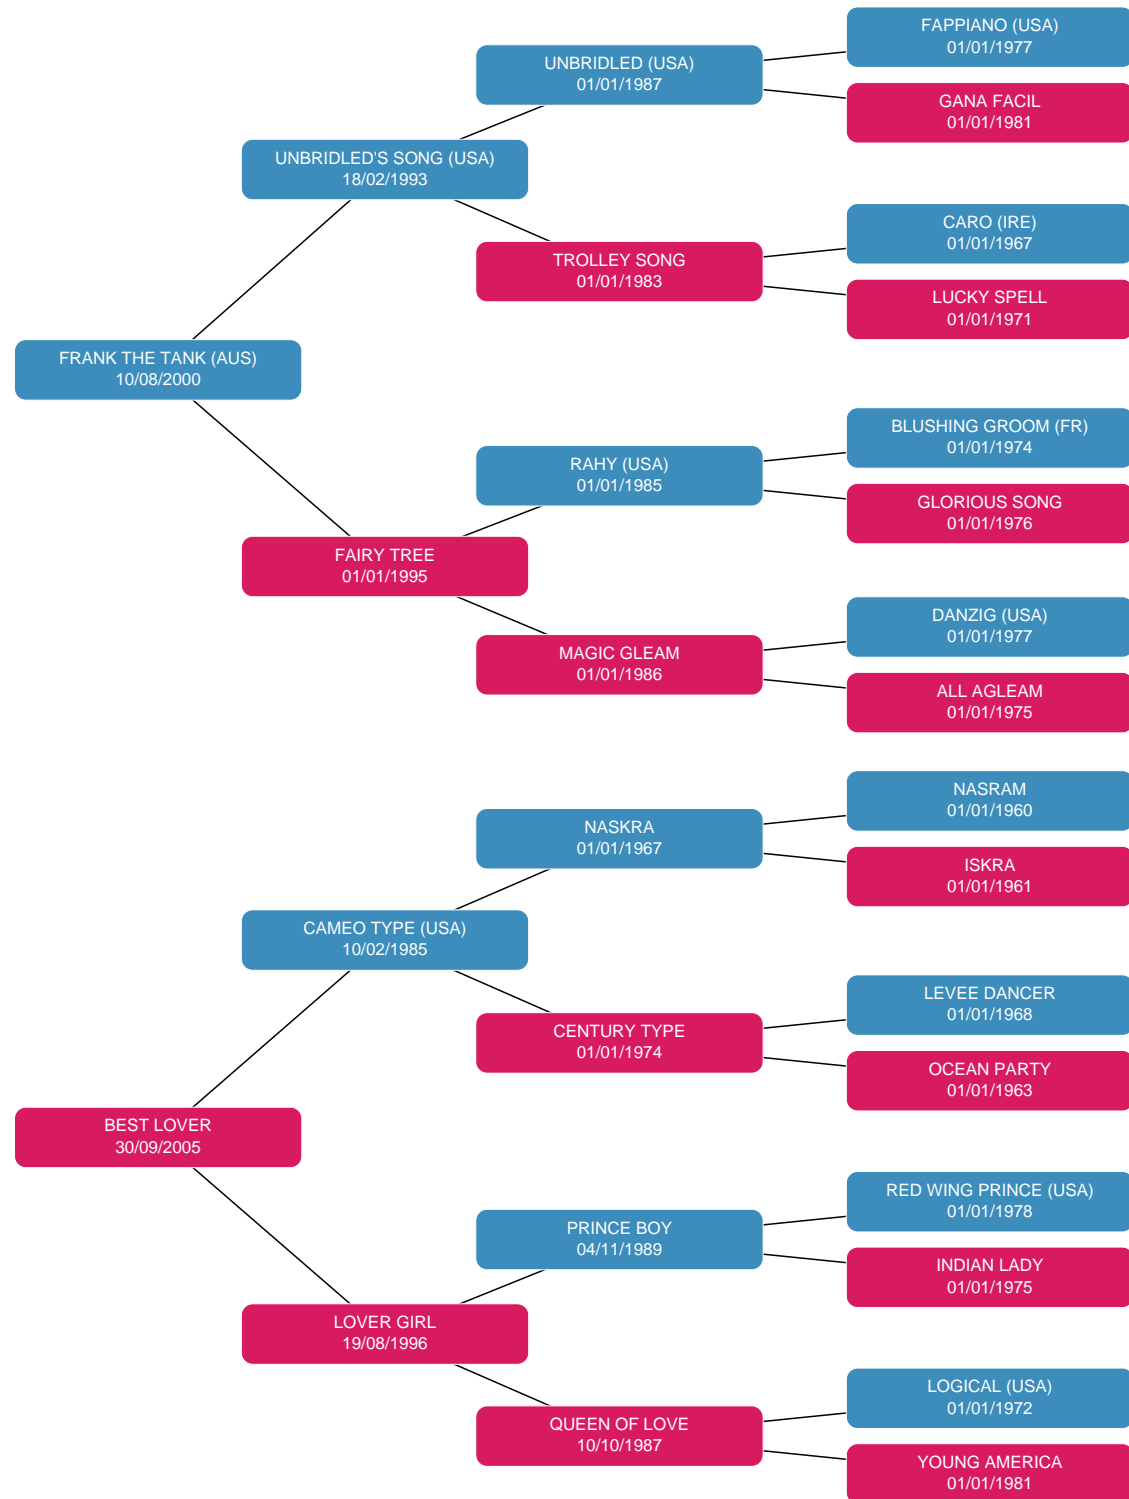 FAPPIANO (USA)
01/01/1977
UNBRIDLED (USA)
01/01/1987
GANA FACIL
01/01/1981
UNBRIDLED'S SONG (USA)
18/02/1993
CARO (IRE)
01/01/1967
TROLLEY SONG
01/01/1983
LUCKY SPELL
01/01/1971
FRANK THE TANK (AUS)
10/08/2000
BLUSHING GROOM (FR)
01/01/1974
RAHY (USA)
01/01/1985
GLORIOUS SONG
01/01/1976
FAIRY TREE
01/01/1995
DANZIG (USA)
01/01/1977
MAGIC GLEAM
01/01/1986
ALL AGLEAM
01/01/1975
NASRAM
01/01/1960
NASKRA
01/01/1967
ISKRA
01/01/1961
CAMEO TYPE (USA)
10/02/1985
LEVEE DANCER
01/01/1968
CENTURY TYPE
01/01/1974
OCEAN PARTY
01/01/1963
BEST LOVER
30/09/2005
RED WING PRINCE (USA)
01/01/1978
PRINCE BOY
04/11/1989
INDIAN LADY
01/01/1975
LOVER GIRL
19/08/1996
LOGICAL (USA)
01/01/1972
QUEEN OF LOVE
10/10/1987
YOUNG AMERICA
01/01/1981